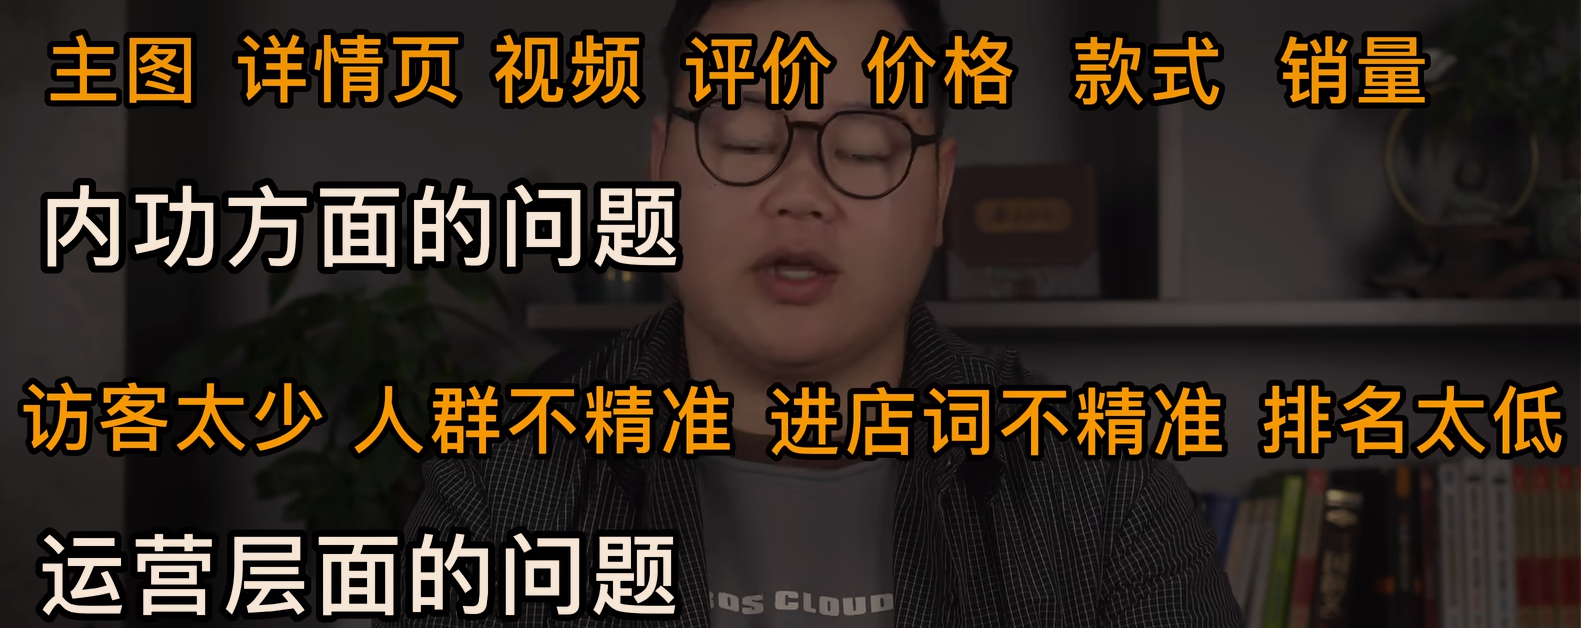 主图 详情页 视频 评价 价格 款式 销量
内功方面的问题
访客太少 人群不精准 进店词不精准 排名太低
运营层面的问题
OS CLOUD